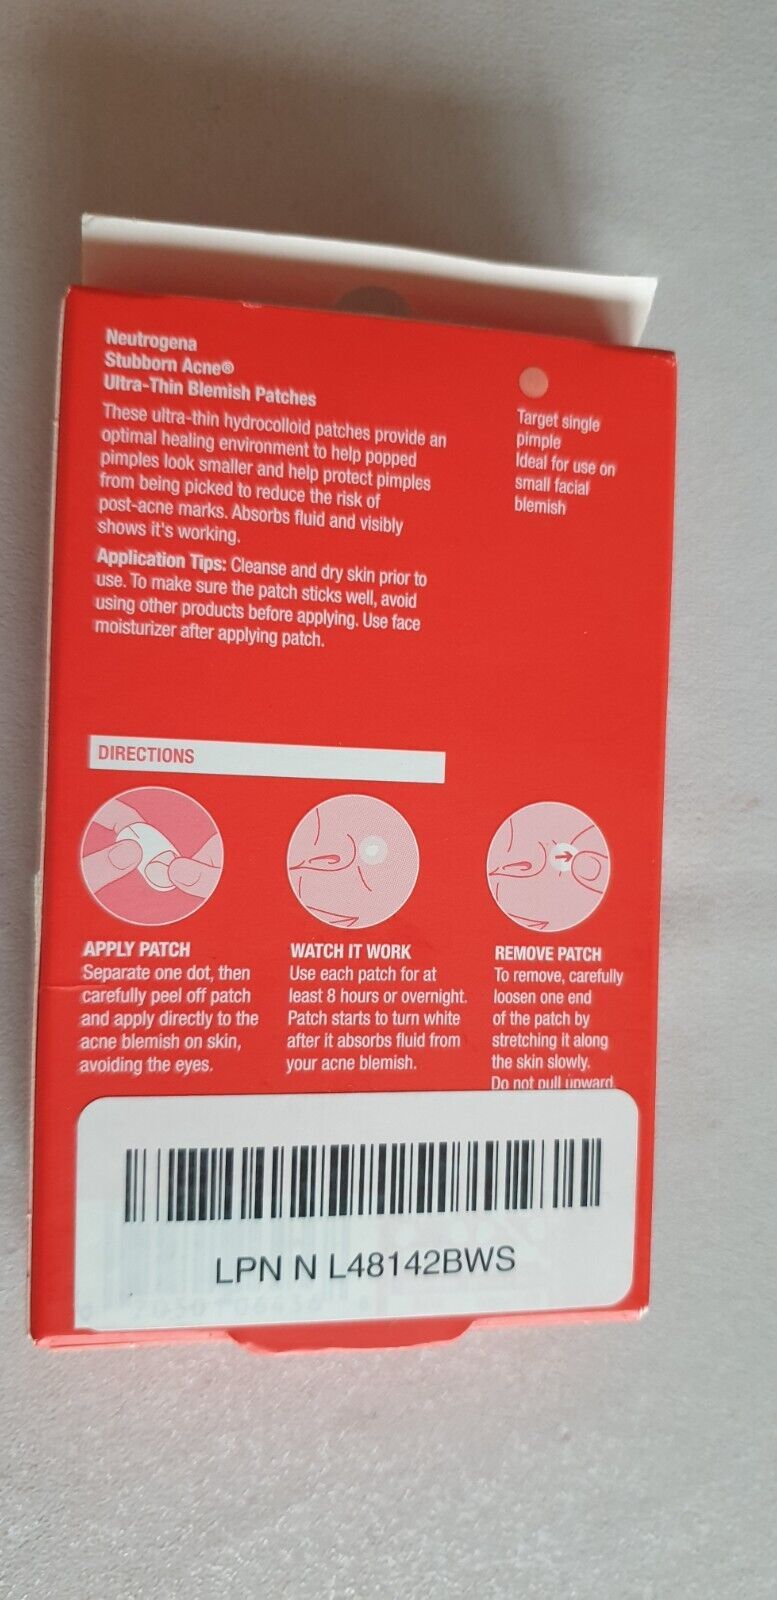 Neutrogena
Stubborn Acne®
Ultra-Thin Blemish Patches
These ultra-thin hydrocolloid patches provide an
optimal healing environment to help popped
pimples look smaller and help protect pimples
from being picked to reduce the risk of
post-acne marks. Absorbs fluid and visibly
shows it's working.
Application Tips: Cleanse and dry skin prior to
use. To make sure the patch sticks well, avoid
using other products before applying. Use face
moisturizer after applying patch.
Target single
pimple
Ideal for use on
small facial
blemish
DIRECTIONS
APPLY PATCH
Separate one dot, then
carefully peel off patch
and apply directly to the
acne blemish on skin,
avoiding the eyes.
WATCH IT WORK
Use each patch for at
least 8 hours or overnight.
Patch starts to turn white
after it absorbs fluid from
your acne blemish.
REMOVE PATCH
To remove, carefully
loosen one end
of the patch by
stretching it along
the skin slowly.
Do not pull upward
LPN N L48142BWS